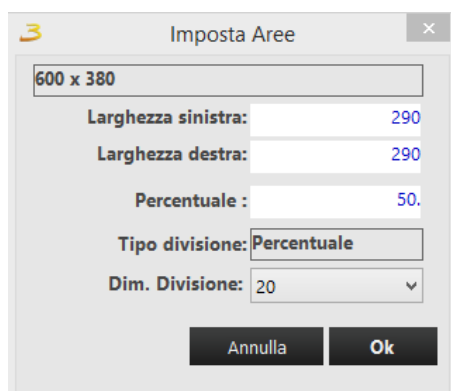 Imposta Aree
600 x 380
Larghezza sinistra: 290
Larghezza destra: 290
Percentuale : 50.
Tipo divisione: Percentuale
Dim. Divisione: 20
Annulla Ok